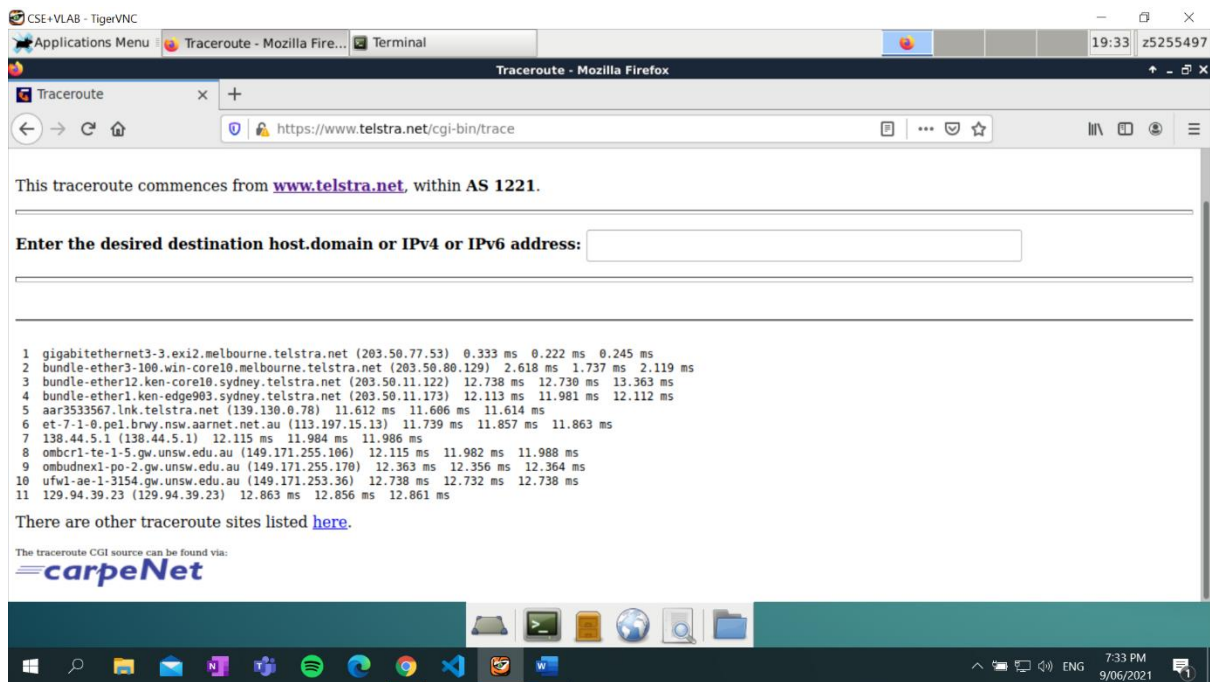 CSE+VLAB - TigerVNC
Applications Menu Traceroute - Mozilla Fire... Terminal 19:33 z5255497
Traceroute - Mozilla Firefox
Traceroute
https://www.telstra.net/cgi-bin/trace
This traceroute commences from www.telstra.net, within AS 1221.
Enter the desired destination host.domain or IPv4 or IPv6 address:
1 gigabitethernet3-3.exi2.melbourne.telstra.net (203.50.77.53) 0.333 ms 0.222 ms 0.245 ms
2 bundle-ether3-100.win-core10.melbourne.telstra.net (203.50.80.129) 2.618 ms 1.737 ms 2.119 ms
3 bundle-ether12.ken-core10.sydney.telstra.net (203.50.11.122) 12.738 ms 12.730 ms 13.363 ms
4 bundle-ether1.ken-edge903.sydney.telstra.net (203.50.11.173) 12.113 ms 11.981 ms 12.112 ms
5 aar3533567.lnk.telstra.net (139.130.0.78) 11.612 ms 11.606 ms 11.614 ms
6 et-7-1-0.pe1.brwy.nsw.aarnet.net.au (113.197.15.13) 11.739 ms 11.857 ms 11.863 ms
7 138.44.5.1 (138.44.5.1) 12.115 ms 11.984 ms 11.986 ms
8 ombcr1-te-1-5.gw.unsw.edu.au (149.171.255.106) 12.115 ms 11.982 ms 11.988 ms
9 ombudnex1-po-2.gw.unsw.edu.au (149.171.255.170) 12.363 ms 12.356 ms 12.364 ms
10 ufw1-ae-1-3154.gw.unsw.edu.au (149.171.253.36) 12.738 ms 12.732 ms 12.738 ms
11 129.94.39.23 (129.94.39.23) 12.863 ms 12.856 ms 12.861 ms
There are other traceroute sites listed here.
The traceroute CGI source can be found via:
carpeNet
ENG 7:33 PM
9/06/2021